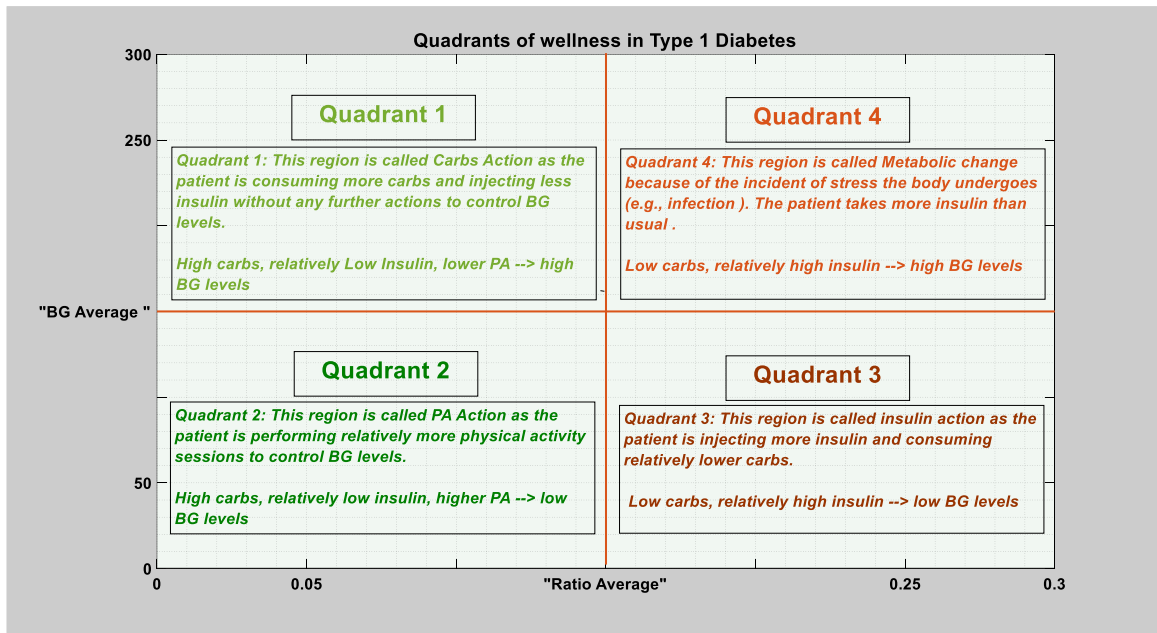 Quadrants of wellness in Type 1 Diabetes
300
250
"BG Average "
50
0
Quadrant 1
Quadrant 1: This region is called Carbs Action as the
patient is consuming more carbs and injecting less
insulin without any further actions to control BG
levels.
High carbs, relatively Low Insulin, lower PA --> high
BG levels
Quadrant 4
Quadrant 4: This region is called Metabolic change
because of the incident of stress the body undergoes
(e.g., infection ). The patient takes more insulin than
usual .
Low carbs, relatively high insulin --> high BG levels
Quadrant 2
Quadrant 2: This region is called PA Action as the
patient is performing relatively more physical activity
sessions to control BG levels.
High carbs, relatively low insulin, higher PA --> low
BG levels
Quadrant 3
Quadrant 3: This region is called insulin action as the
patient is injecting more insulin and consuming
relatively lower carbs.
Low carbs, relatively high insulin --> low BG levels
0
0.05
"Ratio Average"
0.25
0.3